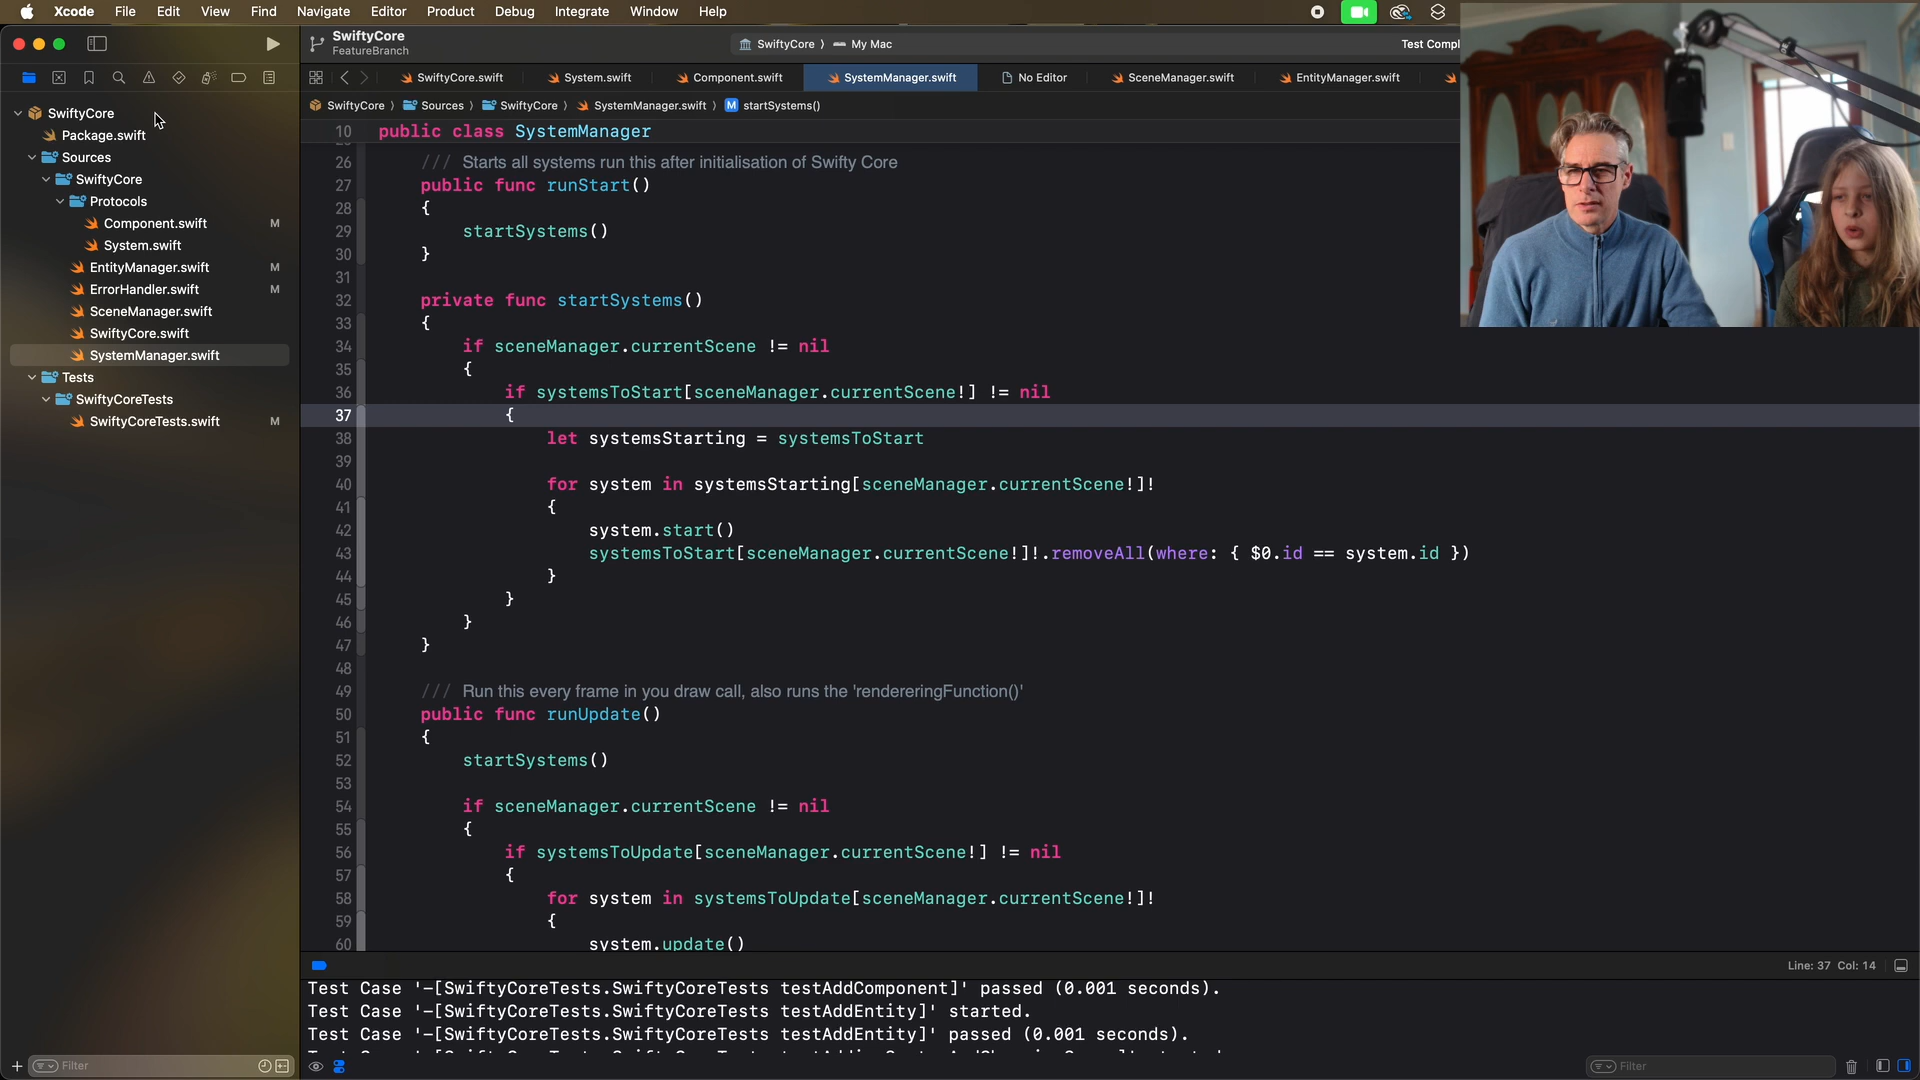 Xcode File Edit View Find Navigate Editor Product Debug Integrate Window Help
SwiftyCore
FeatureBranch
SwiftyCore ⟩ My Mac
Test Compl
SwiftyCore.swift System.swift Component.swift SystemManager.swift No Editor SceneManager.swift EntityManager.swift
SwiftyCore ⟩ Sources ⟩ SwiftyCore ⟩ SystemManager.swift ⟩ M startSystems()
SwiftyCore
Package.swift
Sources
SwiftyCore
Protocols
Component.swift M
System.swift
EntityManager.swift M
ErrorHandler.swift M
SceneManager.swift
SwiftyCore.swift
SystemManager.swift
Tests
SwiftyCoreTests
SwiftyCoreTests.swift M
Filter
10 public class SystemManager
26 /// Starts all systems run this after initialisation of Swifty Core
27 public func runStart()
28 {
29 startSystems()
30 }
31
32 private func startSystems()
33 {
34 if sceneManager.currentScene != nil
35 {
36 if systemsToStart[sceneManager.currentScene!] != nil
37 {
38 let systemsStarting = systemsToStart
39
40 for system in systemsStarting[sceneManager.currentScene!]!
41 {
42 system.start()
43 systemsToStart[sceneManager.currentScene!]!.removeAll(where: { $0.id == system.id })
44 }
45 }
46 }
47 }
48
49 /// Run this every frame in you draw call, also runs the 'rendereringFunction()'
50 public func runUpdate()
51 {
52 startSystems()
53
54 if sceneManager.currentScene != nil
55 {
56 if systemsToUpdate[sceneManager.currentScene!] != nil
57 {
58 for system in systemsToUpdate[sceneManager.currentScene!]!
59 {
60 system.update()
Line: 37 Col: 14
Test Case '-[SwiftyCoreTests.SwiftyCoreTests testAddComponent]' passed (0.001 seconds).
Test Case '-[SwiftyCoreTests.SwiftyCoreTests testAddEntity]' started.
Test Case '-[SwiftyCoreTests.SwiftyCoreTests testAddEntity]' passed (0.001 seconds).
Filter